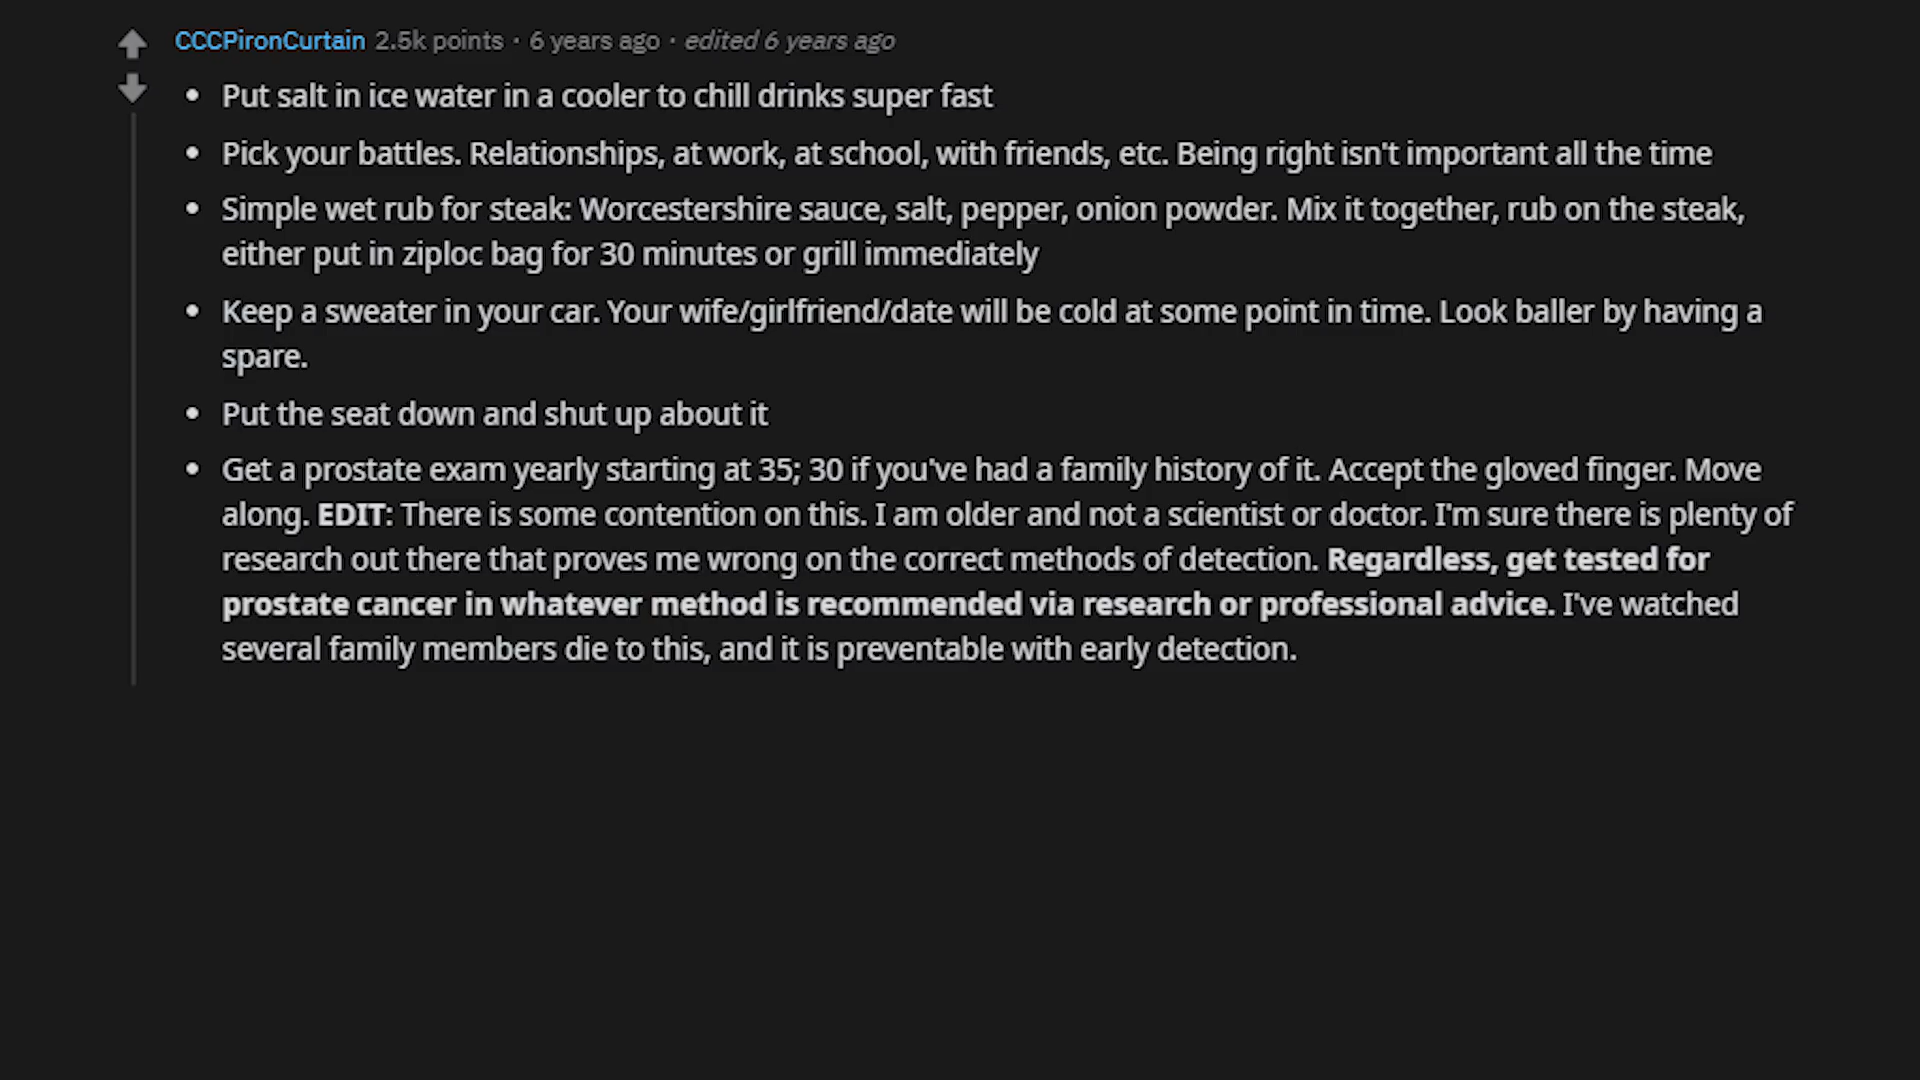 CCCPironCurtain 2.5k points · 6 years ago · edited 6 years ago
• Put salt in ice water in a cooler to chill drinks super fast
• Pick your battles. Relationships, at work, at school, with friends, etc. Being right isn't important all the time
• Simple wet rub for steak: Worcestershire sauce, salt, pepper, onion powder. Mix it together, rub on the steak,
either put in ziploc bag for 30 minutes or grill immediately
• Keep a sweater in your car. Your wife/girlfriend/date will be cold at some point in time. Look baller by having a
spare.
• Put the seat down and shut up about it
• Get a prostate exam yearly starting at 35; 30 if you've had a family history of it. Accept the gloved finger. Move
along. EDIT: There is some contention on this. I am older and not a scientist or doctor. I'm sure there is plenty of
research out there that proves me wrong on the correct methods of detection. Regardless, get tested for
prostate cancer in whatever method is recommended via research or professional advice. I've watched
several family members die to this, and it is preventable with early detection.